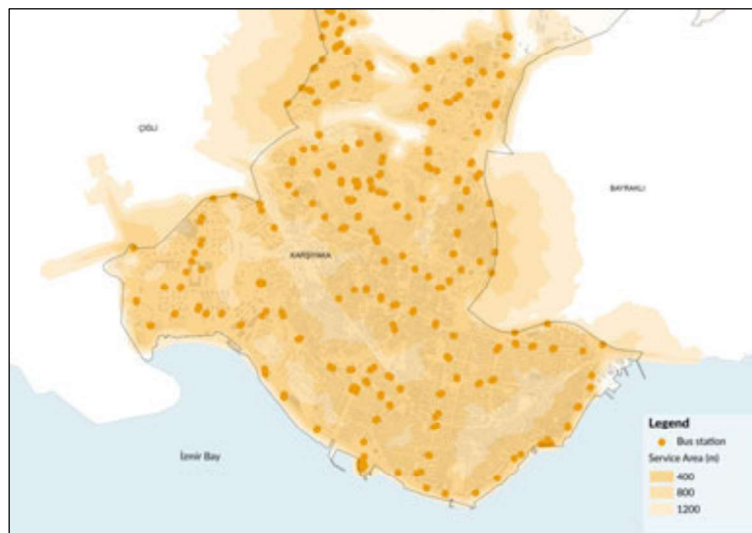 ÇİĞLİ
BAYRAKLI
KARŞIYAKA
İzmir Bay
Legend
Bus station
Service Area (m)
400
800
1200